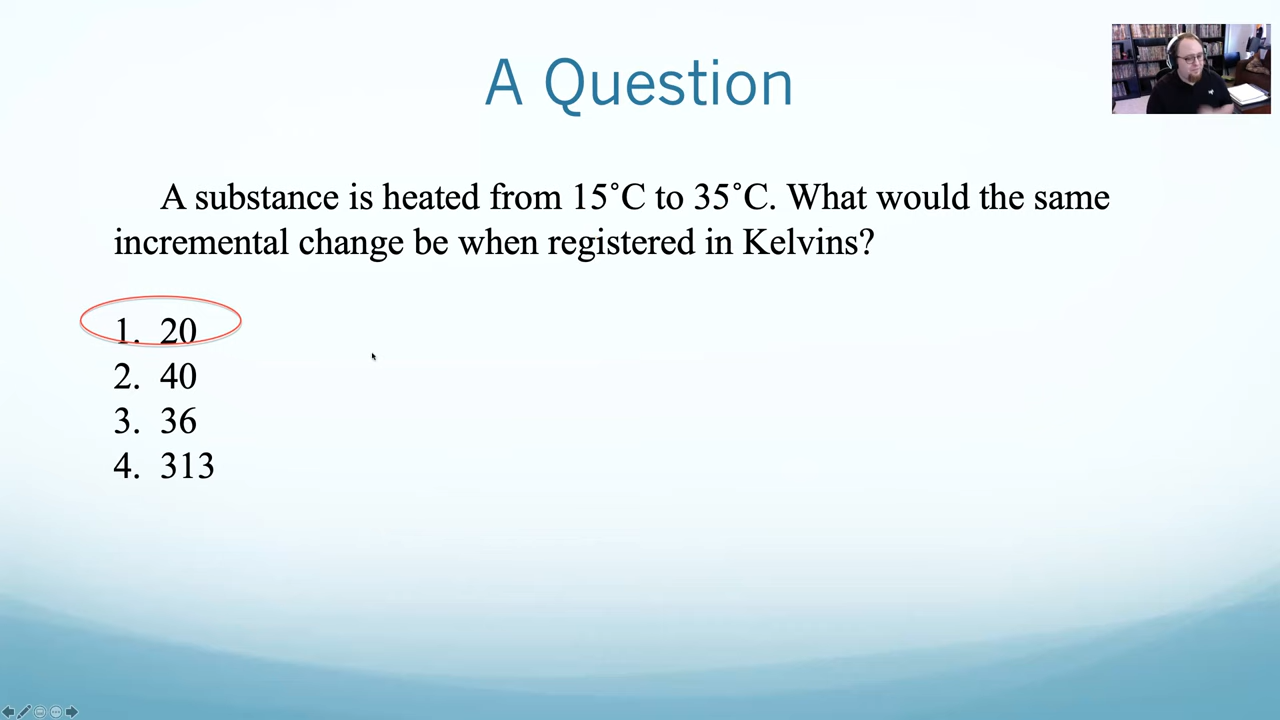 A Question
A substance is heated from 15˚C to 35˚C. What would the same
incremental change be when registered in Kelvins?
1. 20
2. 40
3. 36
4. 313